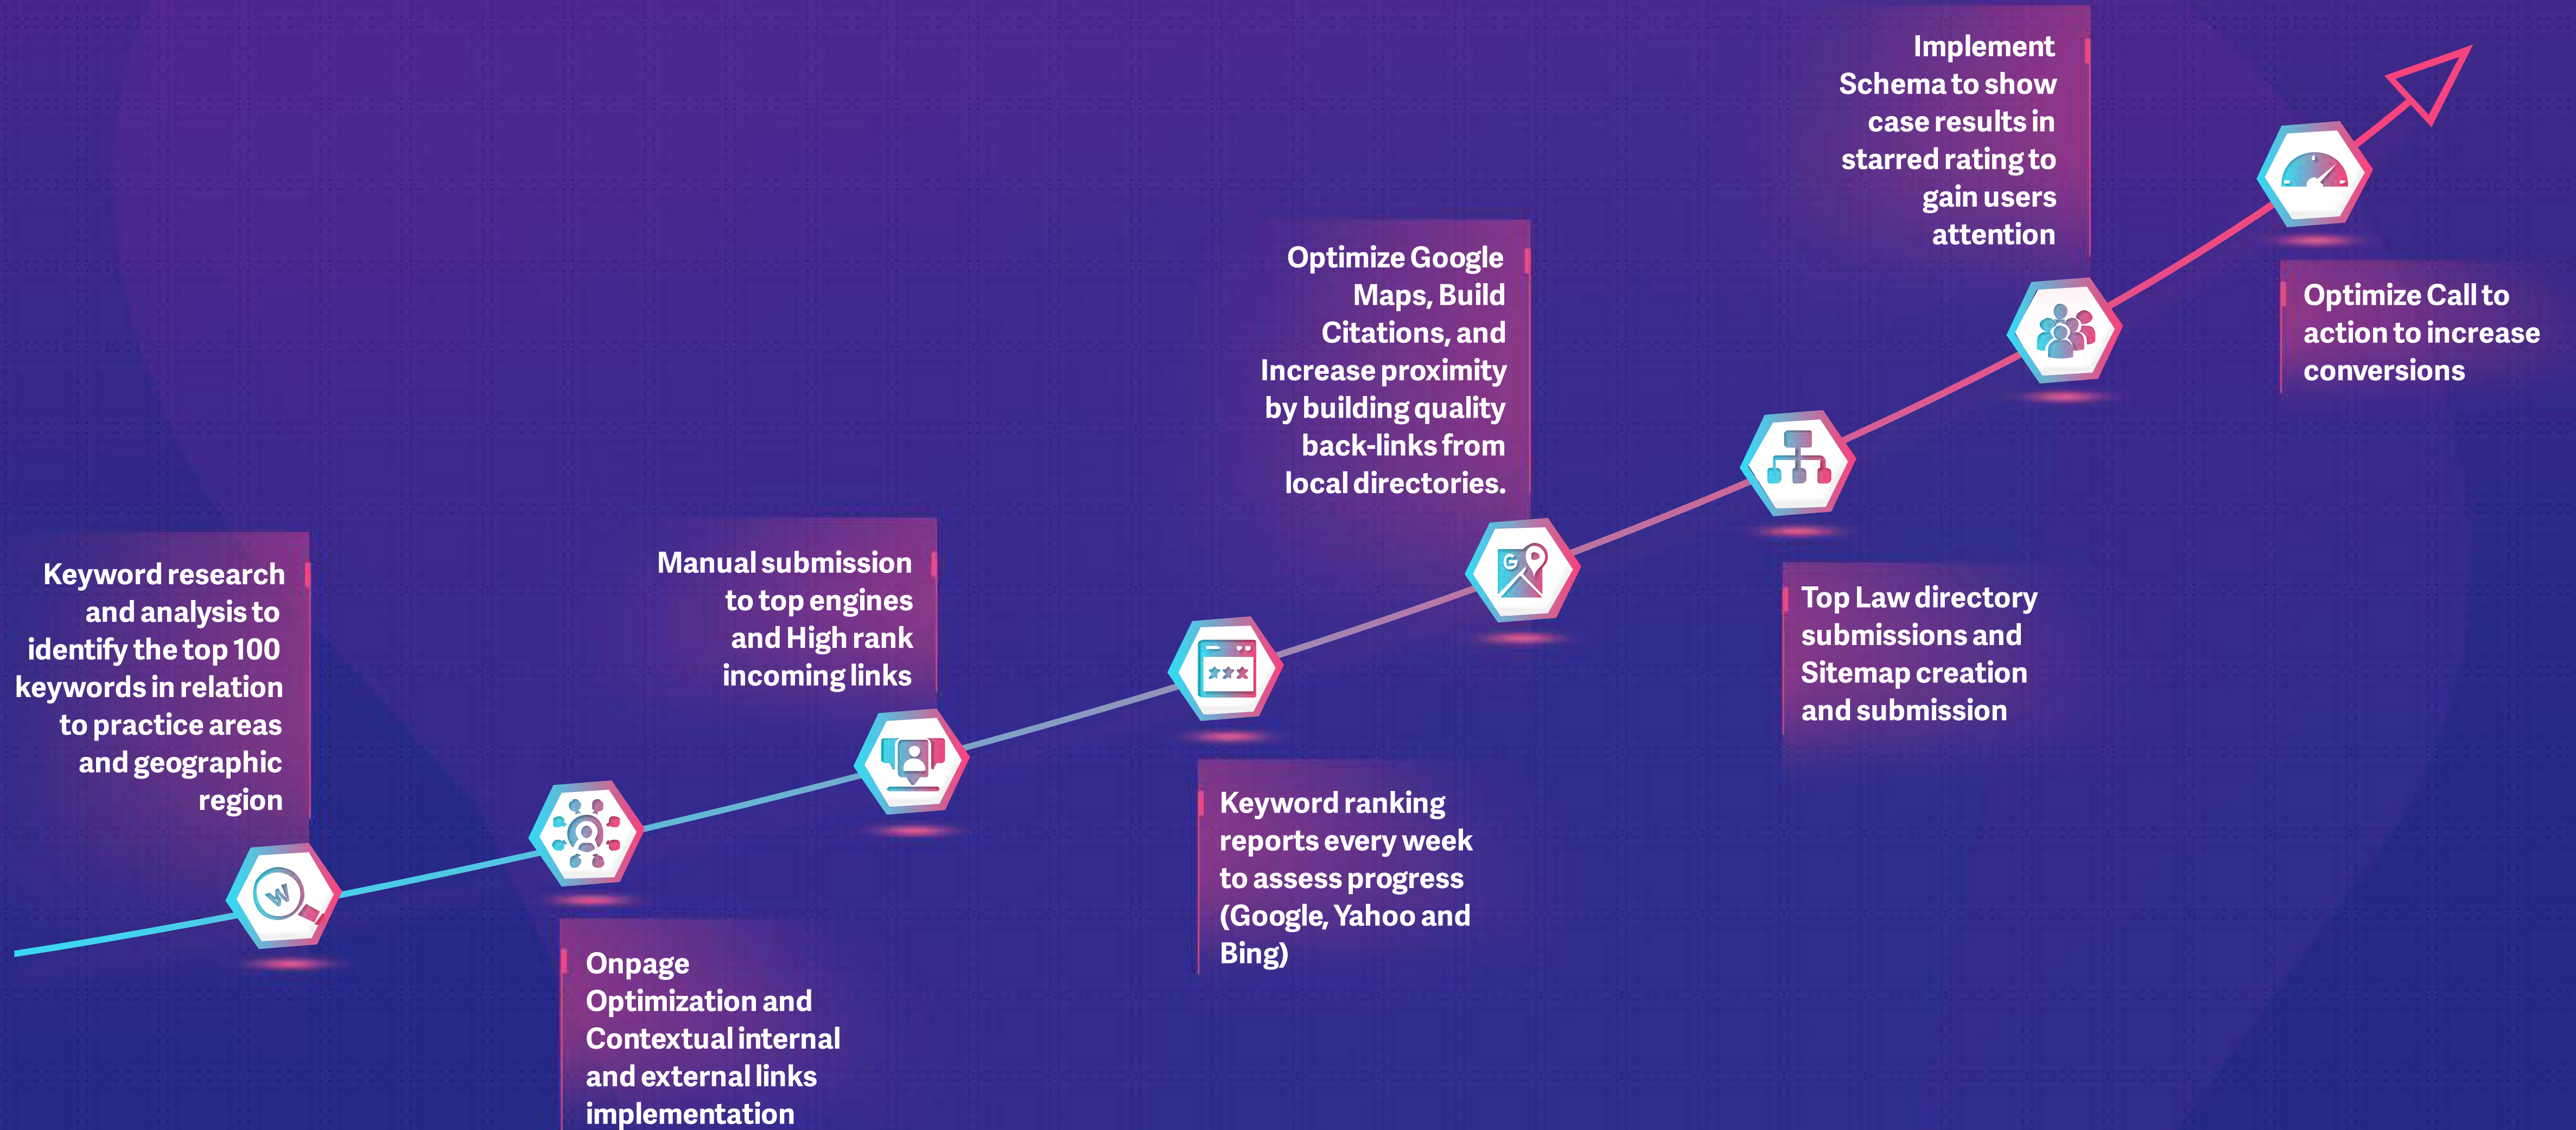 Keyword research
and analysis to
identify the top 100
keywords in relation
to practice areas
and geographic
region
W
Onpage
Optimization and
Contextual internal
and external links
implementation
Manual submission
to top engines
and High rank
incoming links
Keyword ranking
reports every week
to assess progress
(Google, Yahoo and
Bing)
Optimize Google
Maps, Build
Citations, and
Increase proximity
by building quality
back-links from
local directories.
G
Top Law directory
submissions and
Sitemap creation
and submission
Implement
Schema to show
case results in
starred rating to
gain users
attention
Optimize Call to
action to increase
conversions